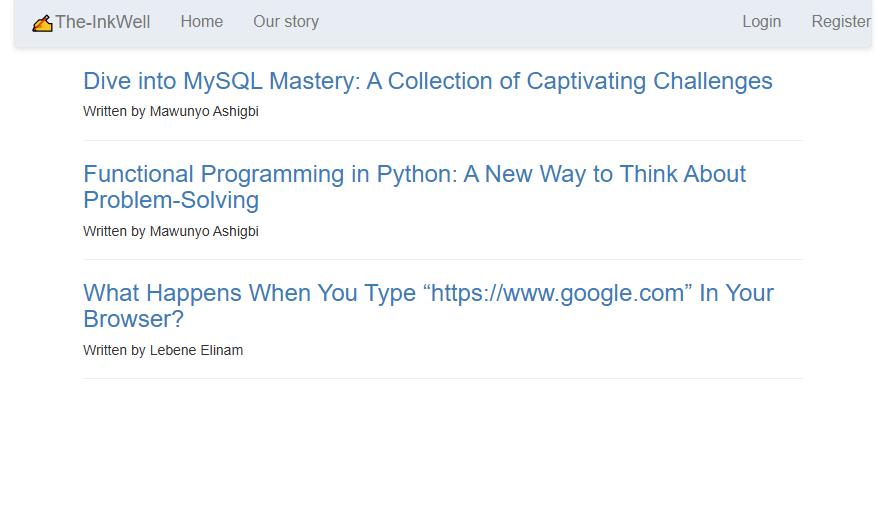 The-InkWell Home Our story Login Register
Dive into MySQL Mastery: A Collection of Captivating Challenges
Written by Mawunyo Ashigbi
Functional Programming in Python: A New Way to Think About
Problem-Solving
Written by Mawunyo Ashigbi
What Happens When You Type “https://www.google.com” In Your
Browser?
Written by Lebene Elinam